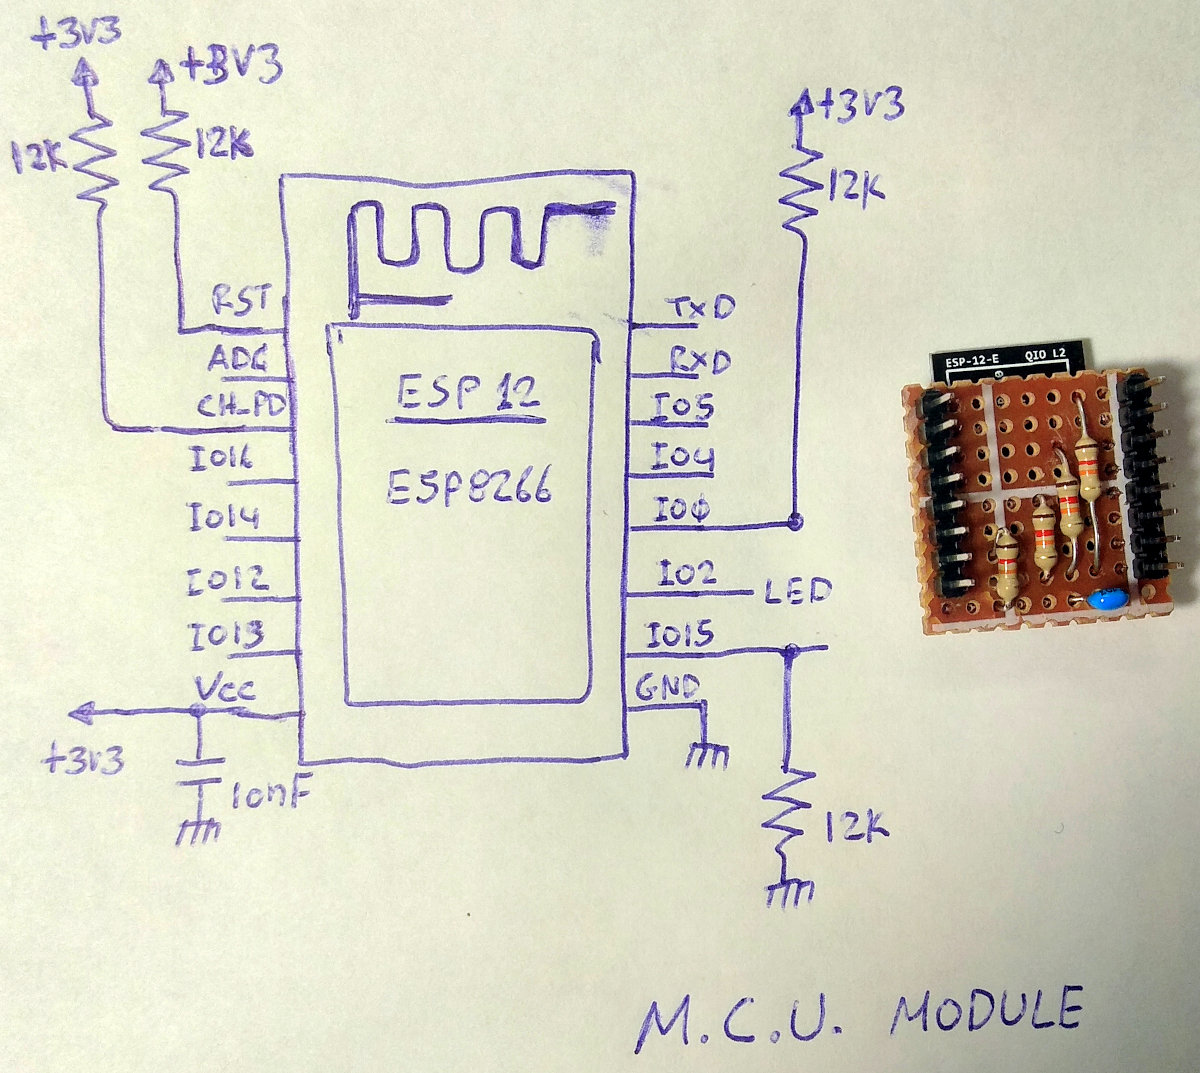 +3v3
+3V3
12K
12K
+3v3
12K
RST
ADC
CH_PD
IO16
IO14
IO12
IO13
Vcc
+3v3
10nF
ESP 12
ESP8266
TxD
RxD
IO5
IO4
IO0
IO2
LED
IO15
GND
12K
ESP-12-E QIO L2
M.C.U. MODULE